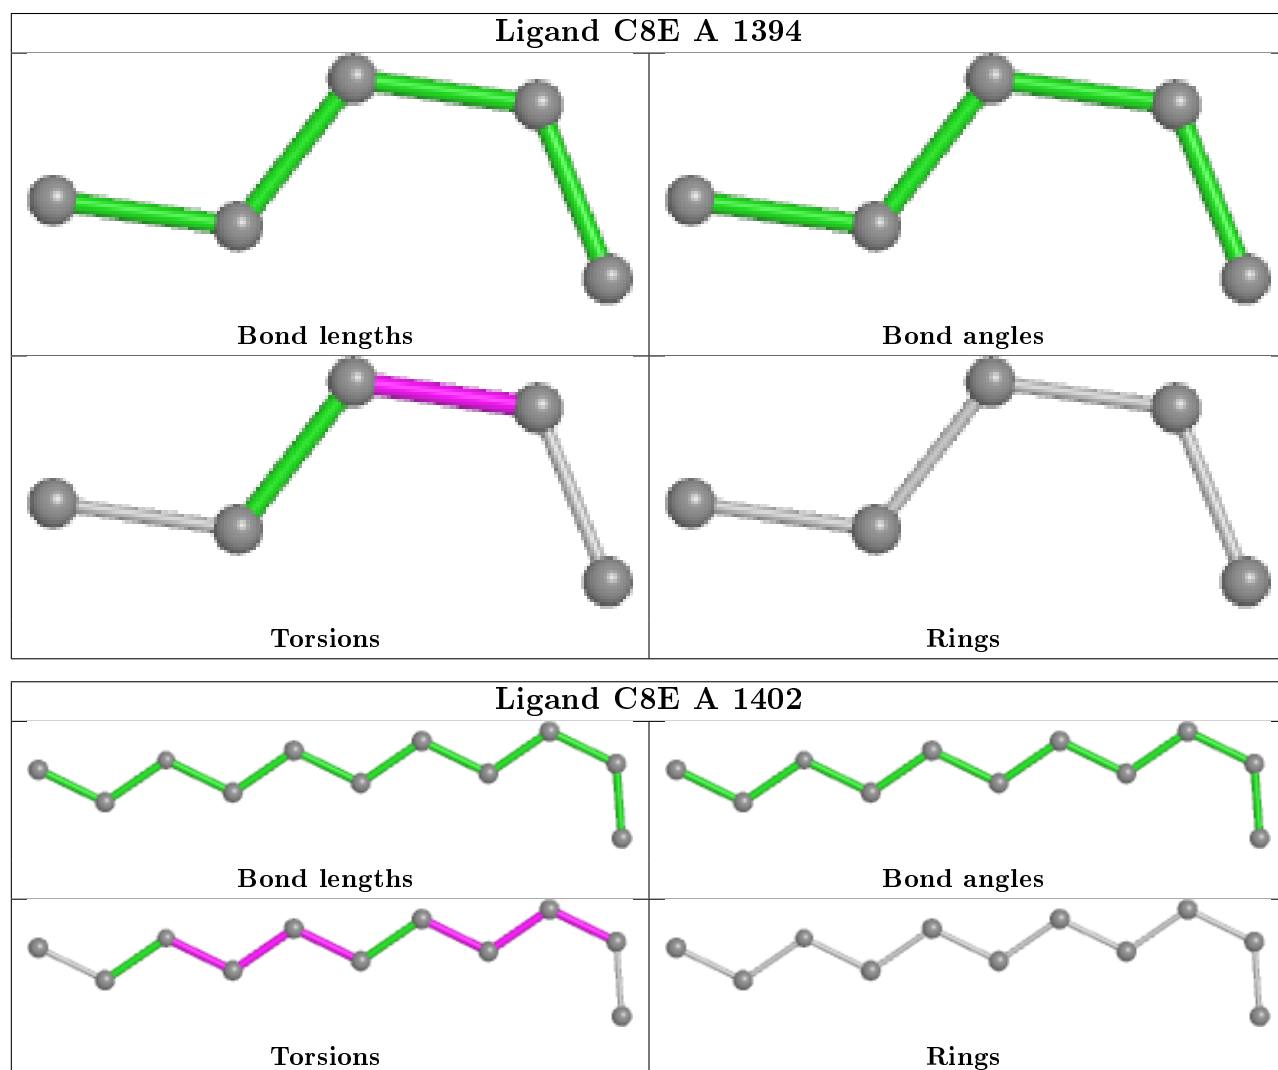 Ligand C8E A 1394
Bond lengths
Bond angles
Torsions
Rings
Ligand C8E A 1402
Bond lengths
Bond angles
Torsions
Rings